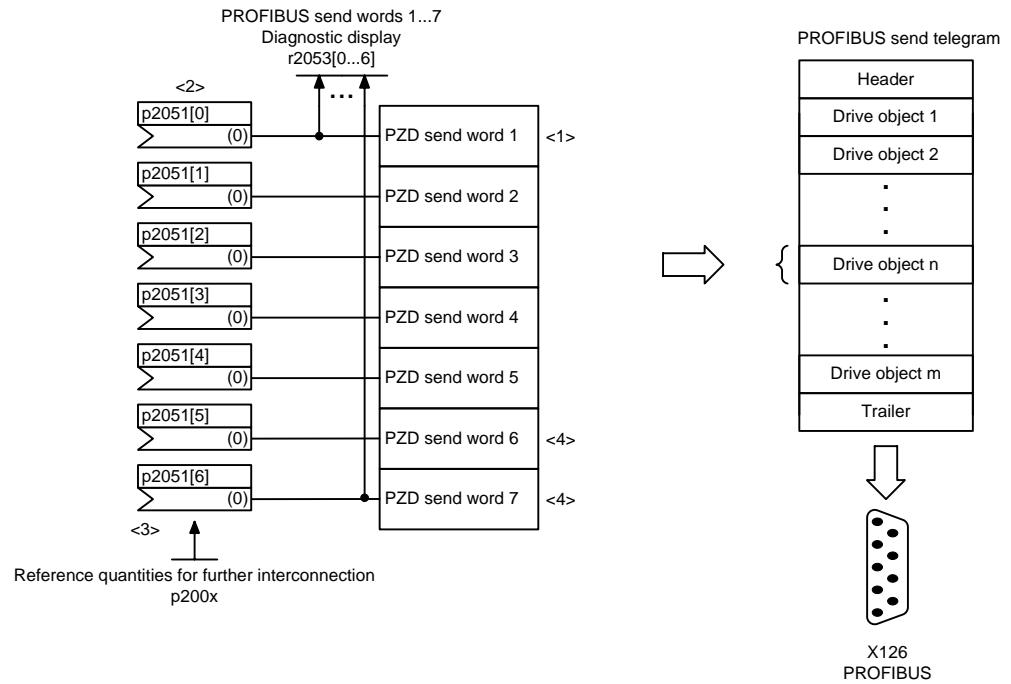 PROFIBUS send words 1...7
Diagnostic display
r2053[0...6]
<2>
...
p2051[0]
(0)
PZD send word 1
<1>
p2051[1]
(0)
PZD send word 2
p2051[2]
(0)
PZD send word 3
p2051[3]
(0)
PZD send word 4
p2051[4]
(0)
PZD send word 5
p2051[5]
(0)
PZD send word 6
<4>
p2051[6]
(0)
PZD send word 7
<4>
<3>
Reference quantities for further interconnection
p200x
PROFIBUS send telegram
Header
Drive object 1
Drive object 2
.
.
.
Drive object n
.
.
.
Drive object m
Trailer
X126
PROFIBUS